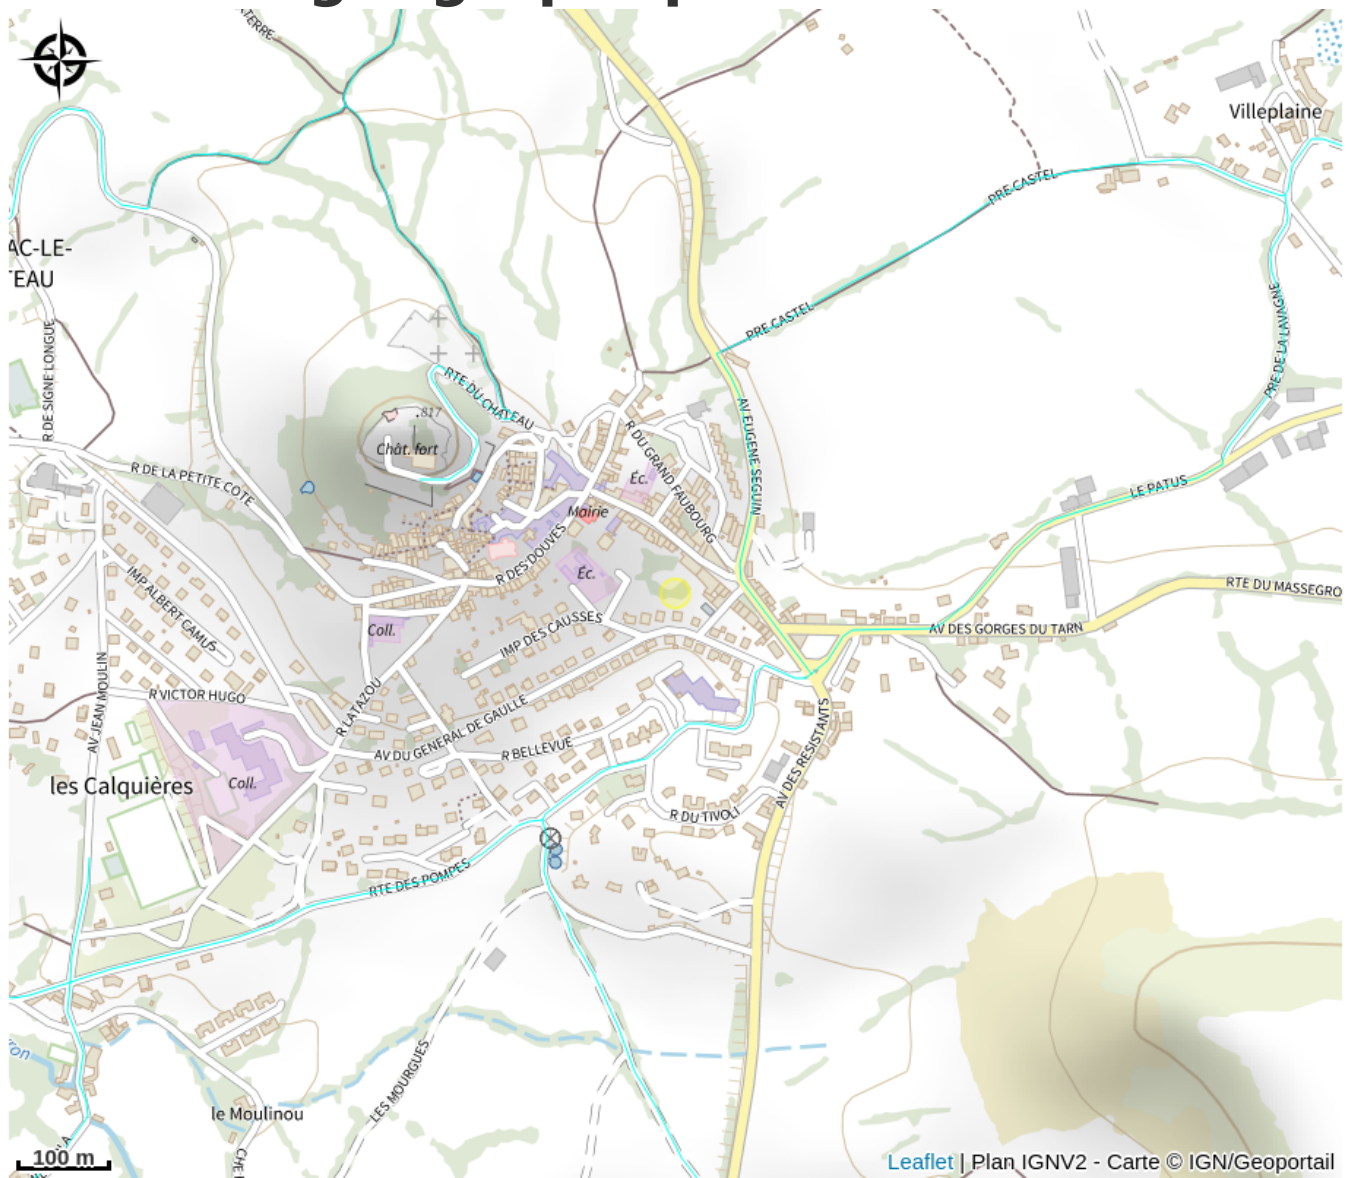 Villeplaine
PRE CASTEL
AC-LE-
TEAU
PRE CASTEL
R DE SIGNE LONGUE
PRE DE LA LAVAGNE
RTE DU CHATEAU
.817
Chât. fort
AV EUGENE SEGUIN
R DU GRAND FAUBOURG
R DE LA PETITE COTE
Éc.
LE PATUS
Mairie
R DES DOUVES
Éc.
IMP ALBERT CAMUS
RTE DU MASSEGRO
Coll.
IMP DES CAUSSES
AV DES GORGES DU TARN
R VICTOR HUGO
R LATAZOU
AV JEAN MOULIN
AV DU GENERAL DE GAULLE
R BELLEVUE
AV DES RESISTANTS
les Calquières
Coll.
R DU TIVOLI
RTE DES POMPES
LES MOURGUES
le Moulinou
CHE
100 m
Leaflet | Plan IGNV2 - Carte © IGN/Geoportail